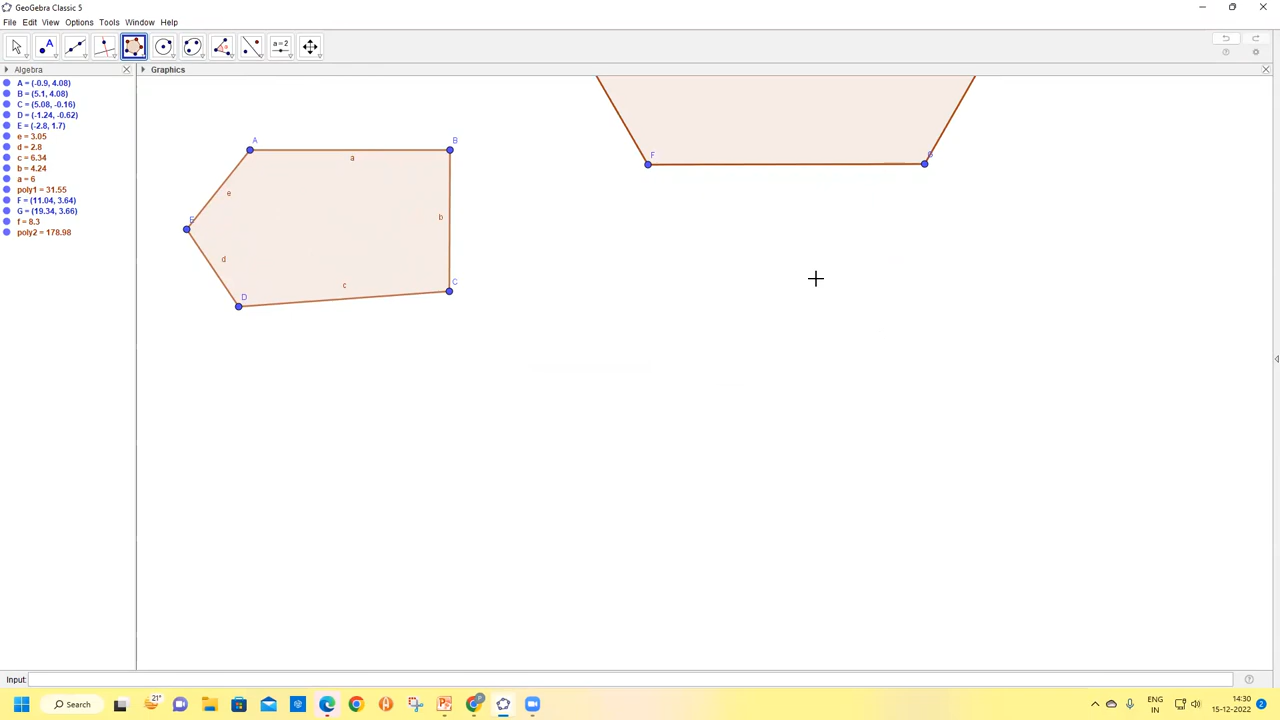 GeoGebra Classic 5
File Edit View Options Tools Window Help
A
a=2
Algebra
Graphics
A = (-0.9, 4.08)
B = (5.1, 4.08)
C = (5.08, -0.16)
D = (-1.24, -0.62)
E = (-2.8, 1.7)
e = 3.05
d = 2.8
c = 6.34
b = 4.24
a = 6
poly1 = 31.55
F = (11.04, 3.64)
G = (19.34, 3.66)
f = 8.3
poly2 = 178.98
A
B
a
e
b
E
d
c
D
C
F
G
Input:
Search
21°
ENG
IN
14:30
15-12-2022
2